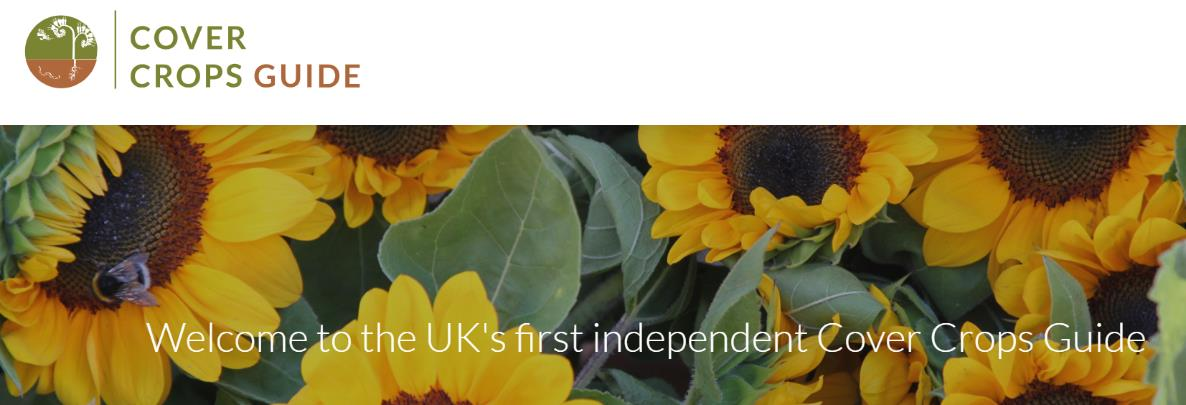 COVER
CROPS GUIDE
Welcome to the UK's first independent Cover Crops Guide